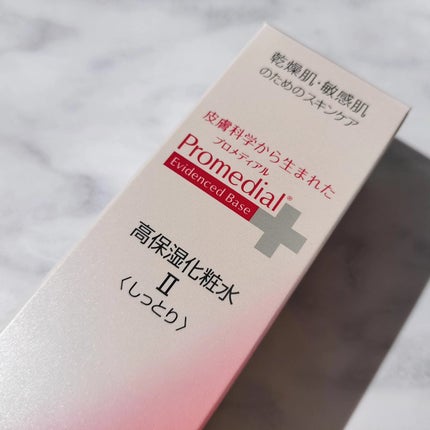 乾燥肌・敏感肌
のためのスキンケア
皮膚科学から生まれた
プロメディアル
Promedial®
Evidenced Base
高保湿化粧水
Ⅱ
〈しっとり〉